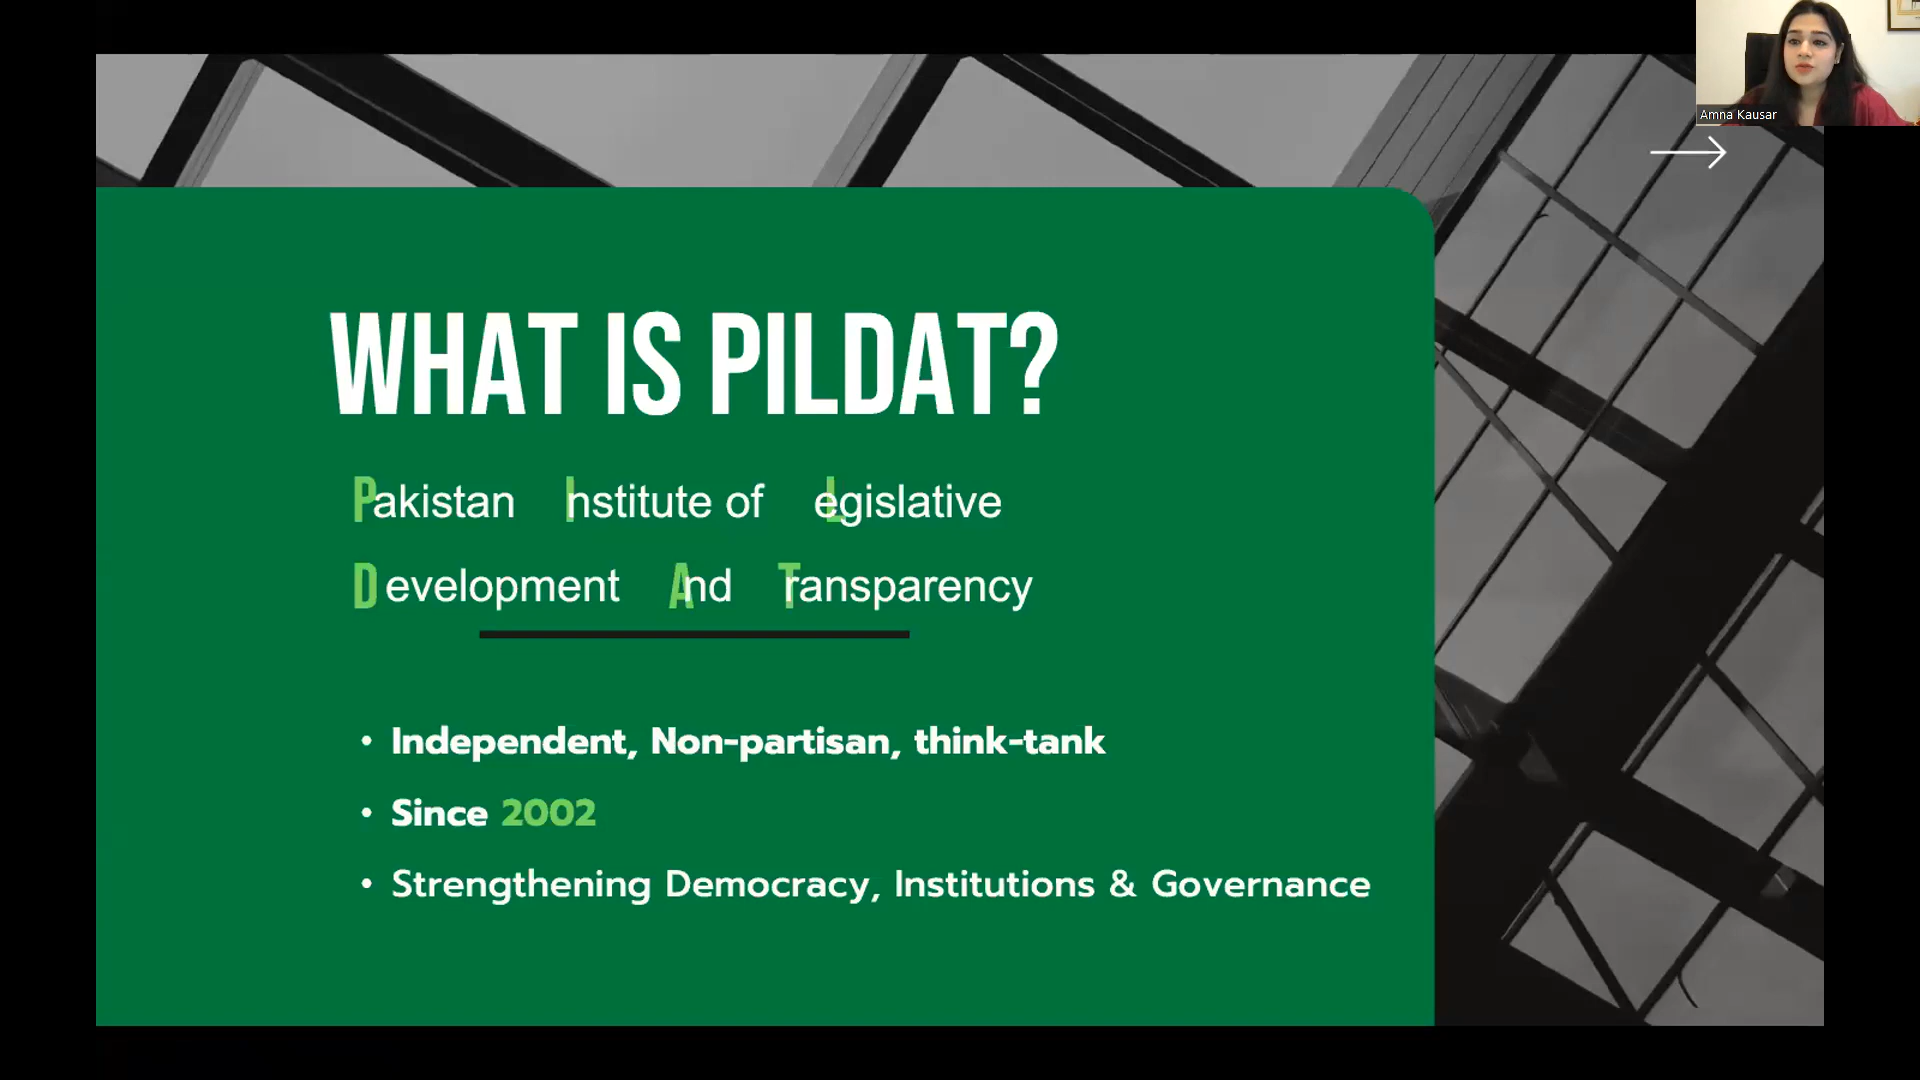 Amna Kausar
WHAT IS PILDAT?
Pakistan Institute of Legislative
Development And Transparency
• Independent, Non-partisan, think-tank
• Since 2002
• Strengthening Democracy, Institutions & Governance